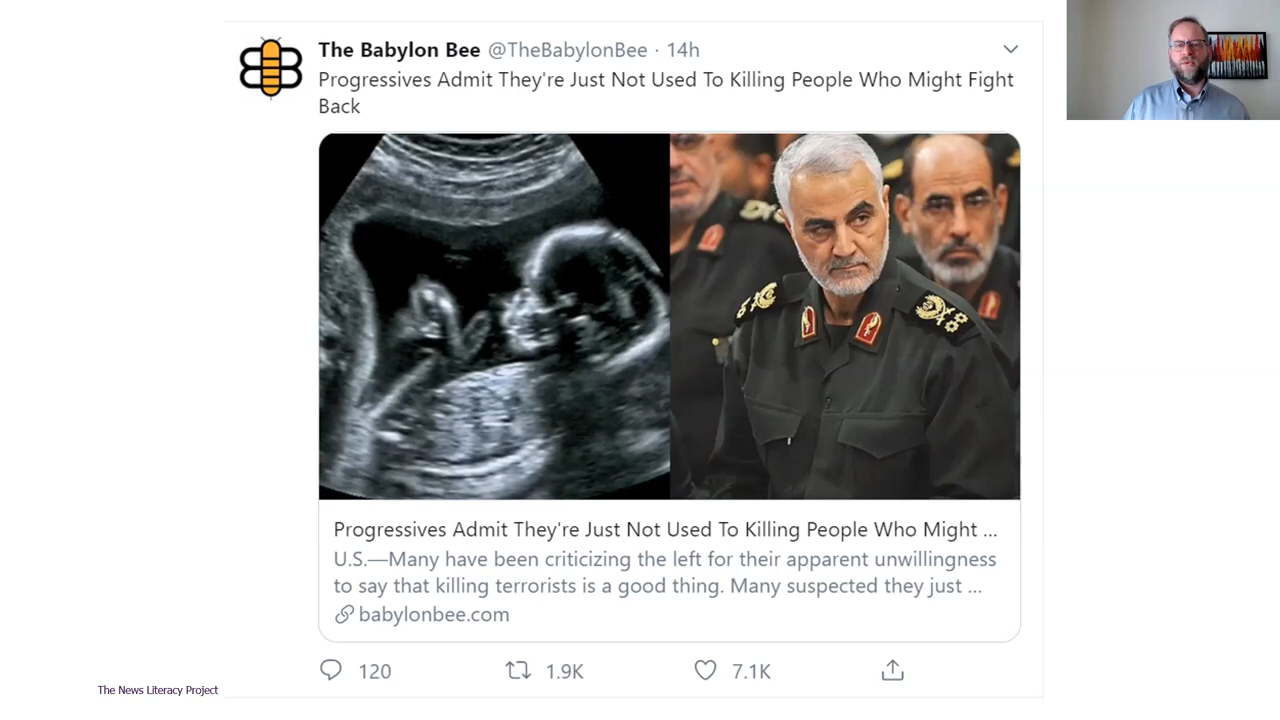 The Babylon Bee @TheBabylonBee · 14h
Progressives Admit They're Just Not Used To Killing People Who Might Fight
Back
Progressives Admit They're Just Not Used To Killing People Who Might ...
U.S.—Many have been criticizing the left for their apparent unwillingness
to say that killing terrorists is a good thing. Many suspected they just ...
babylonbee.com
120 1.9K 7.1K
The News Literacy Project